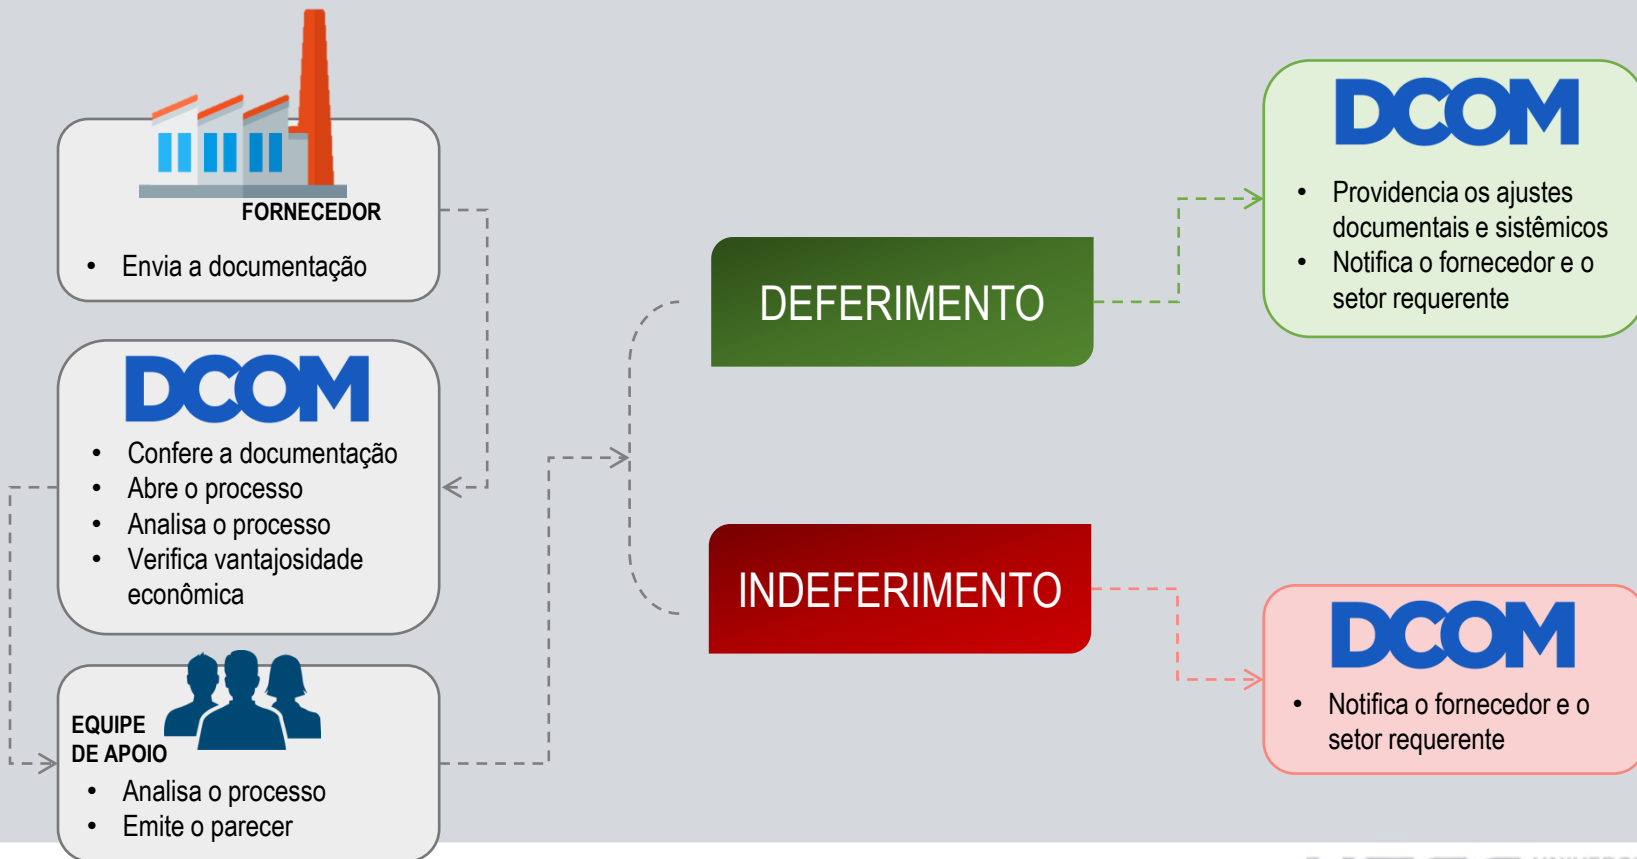 FORNECEDOR
• Envia a documentação
DCOM
• Confere a documentação
• Abre o processo
• Analisa o processo
• Verifica vantajosidade
econômica
EQUIPE
DE APOIO
• Analisa o processo
• Emite o parecer
DEFERIMENTO
INDEFERIMENTO
DCOM
• Providencia os ajustes
documentais e sistêmicos
• Notifica o fornecedor e o
setor requerente
DCOM
• Notifica o fornecedor e o
setor requerente